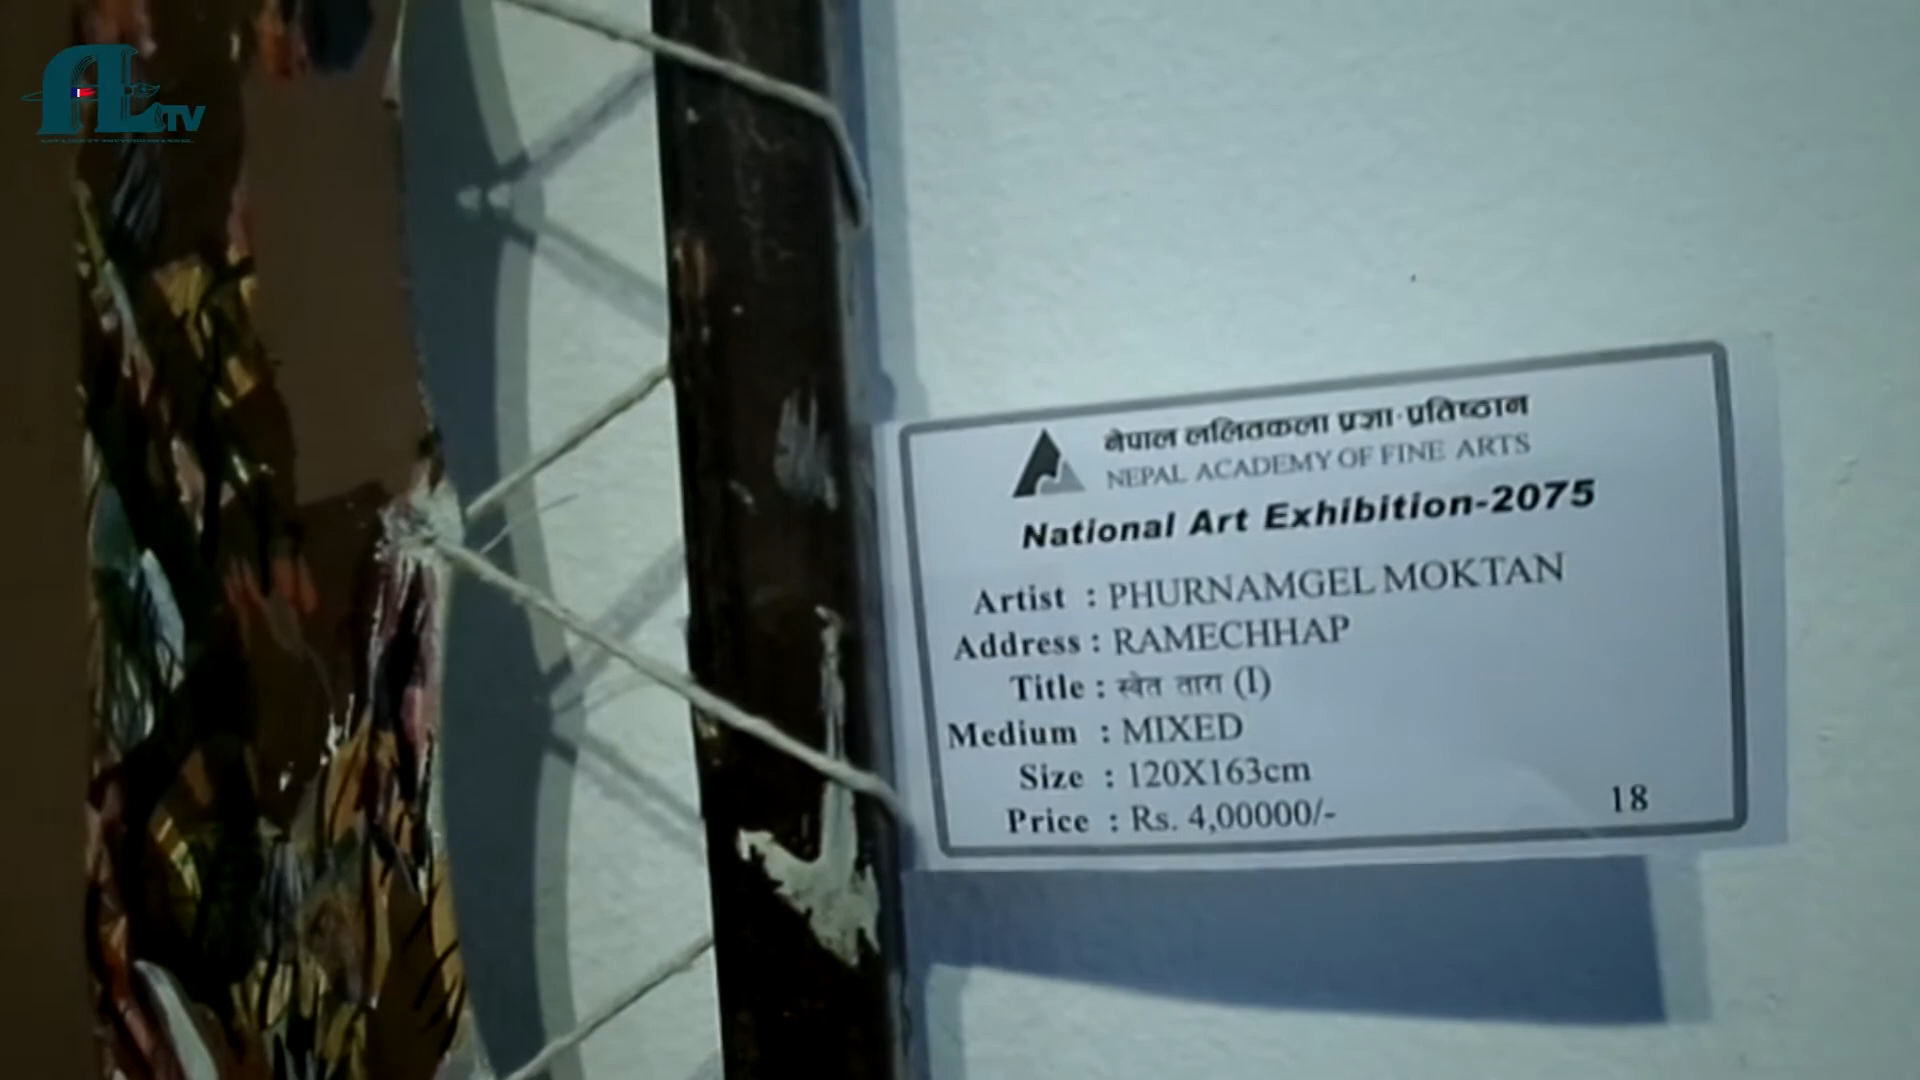 ALTV
नेपाल ललितकला प्रज्ञा-प्रतिष्ठान
NEPAL ACADEMY OF FINE ARTS
National Art Exhibition-2075
Artist : PHURNAMGEL MOKTAN
Address : RAMECHHAP
Title : स्वेत तारा (I)
Medium : MIXED
Size : 120X163cm
Price : Rs. 4,00000/-
18